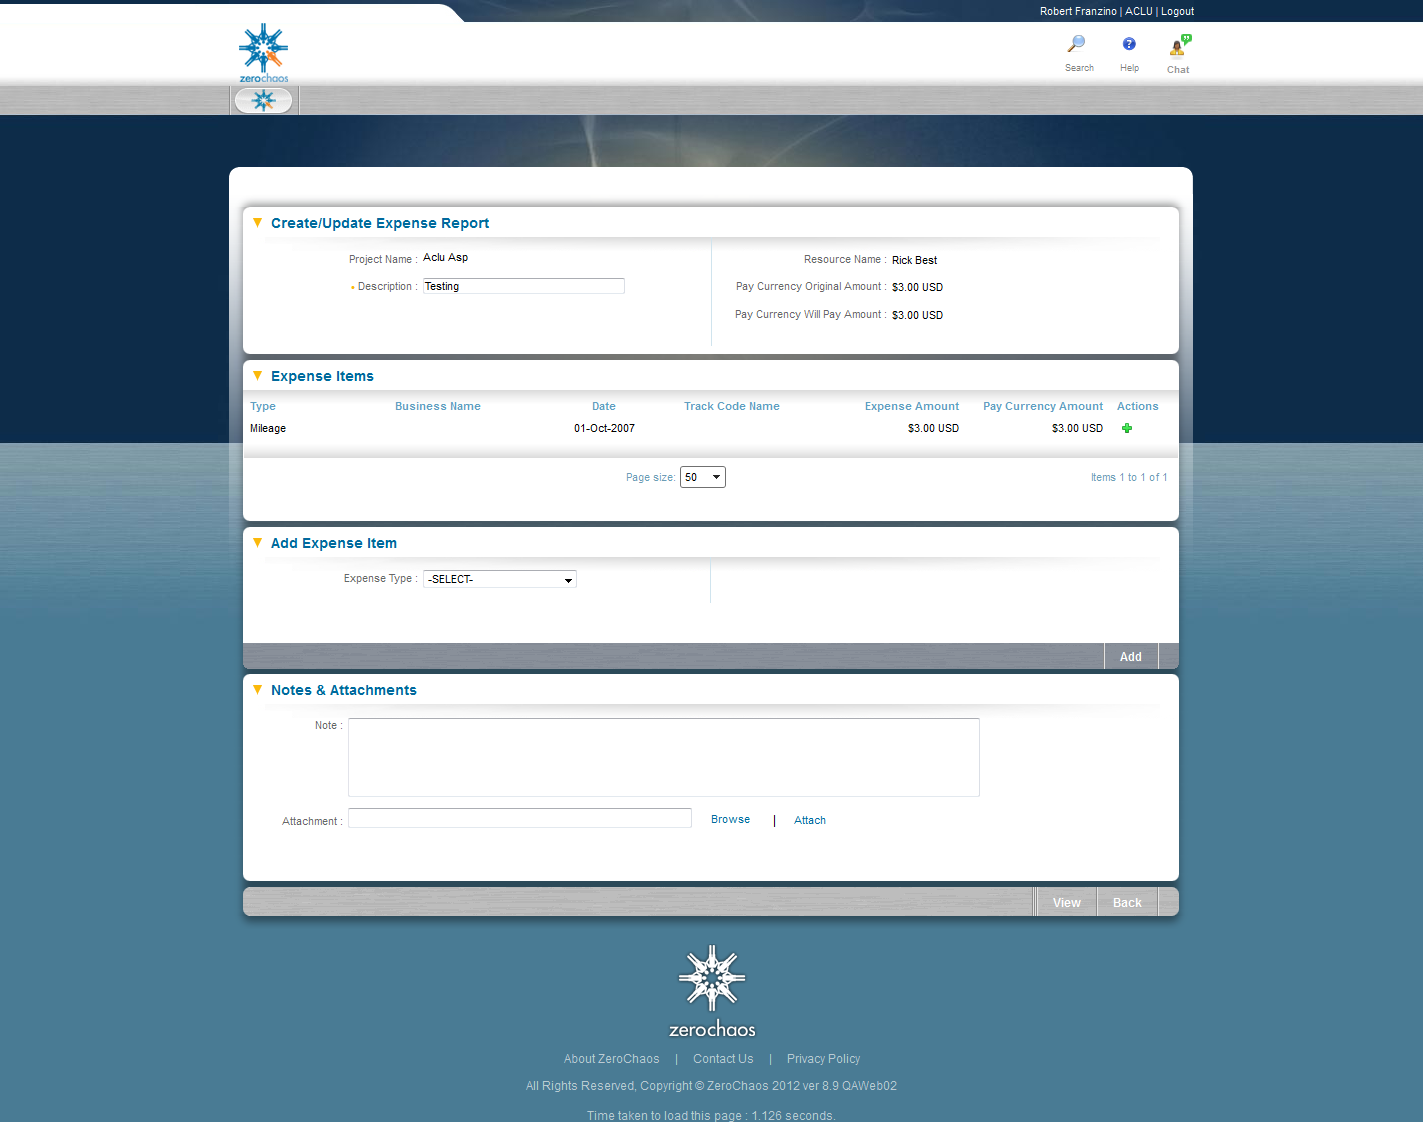 Robert Franzino | ACLU | Logout
zerochaos
Search Help Chat
Create/Update Expense Report
Project Name : Aclu Asp
Resource Name : Rick Best
Description : Testing
Pay Currency Original Amount : $3.00 USD
Pay Currency Will Pay Amount : $3.00 USD
Expense Items
Type Business Name Date Track Code Name Expense Amount Pay Currency Amount Actions
Mileage 01-Oct-2007 $3.00 USD $3.00 USD
Page size: 50 Items 1 to 1 of 1
Add Expense Item
Expense Type : -SELECT-
Add
Notes & Attachments
Note :
Attachment : Browse | Attach
View Back
zerochaos
About ZeroChaos | Contact Us | Privacy Policy
All Rights Reserved, Copyright © ZeroChaos 2012 ver 8.9 QAWeb02
Time taken to load this page : 1.126 seconds.